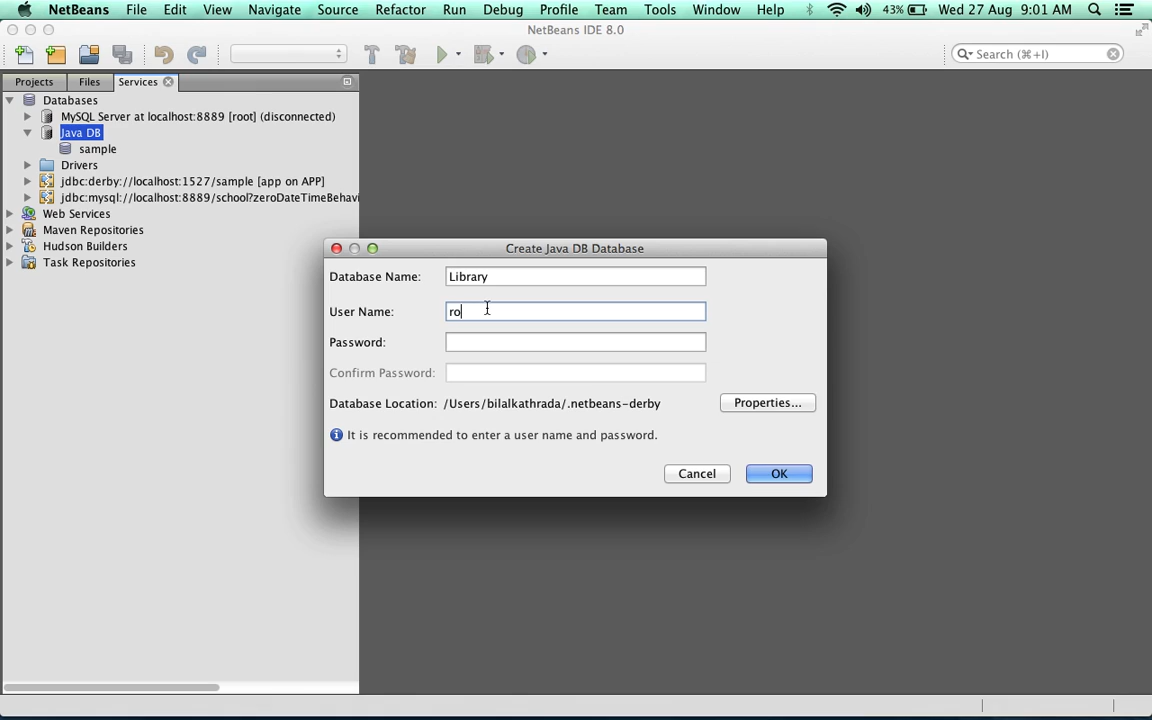 NetBeans File Edit View Navigate Source Refactor Run Debug Profile Team Tools Window Help 43% Wed 27 Aug 9:01 AM
NetBeans IDE 8.0
Search (⌘+I)
Projects Files Services
Databases
MySQL Server at localhost:8889 [root] (disconnected)
Java DB
sample
Drivers
jdbc:derby://localhost:1527/sample [app on APP]
jdbc:mysql://localhost:8889/school?zeroDateTimeBehavi
Web Services
Maven Repositories
Hudson Builders
Task Repositories
Create Java DB Database
Database Name: Library
User Name: ro
Password:
Confirm Password:
Database Location: /Users/bilalkathrada/.netbeans-derby Properties...
It is recommended to enter a user name and password.
Cancel OK